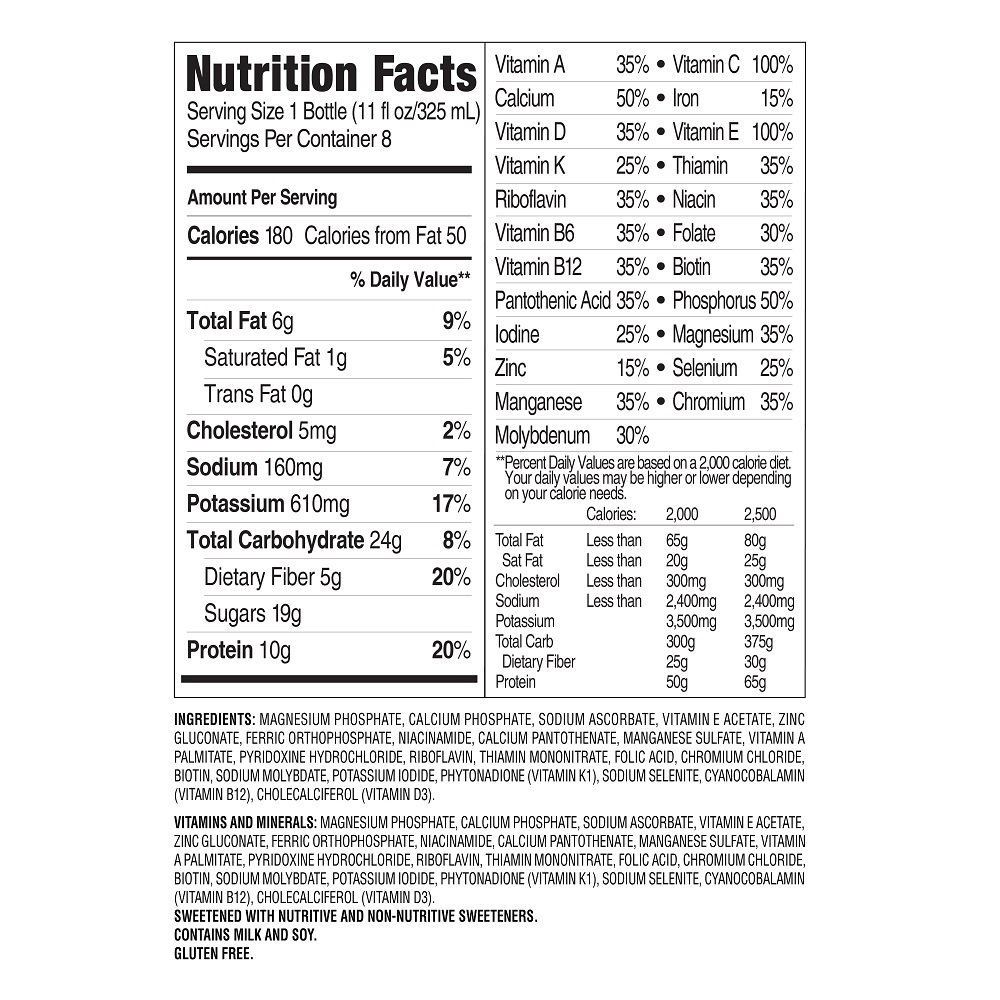 Nutrition Facts
Serving Size 1 Bottle (11 fl oz/325 mL)
Servings Per Container 8
Amount Per Serving
Calories 180 Calories from Fat 50
% Daily Value**
Total Fat 6g 9%
Saturated Fat 1g 5%
Trans Fat 0g
Cholesterol 5mg 2%
Sodium 160mg 7%
Potassium 610mg 17%
Total Carbohydrate 24g 8%
Dietary Fiber 5g 20%
Sugars 19g
Protein 10g 20%
Vitamin A 35% • Vitamin C 100%
Calcium 50% • Iron 15%
Vitamin D 35% • Vitamin E 100%
Vitamin K 25% • Thiamin 35%
Riboflavin 35% • Niacin 35%
Vitamin B6 35% • Folate 30%
Vitamin B12 35% • Biotin 35%
Pantothenic Acid 35% • Phosphorus 50%
Iodine 25% • Magnesium 35%
Zinc 15% • Selenium 25%
Manganese 35% • Chromium 35%
Molybdenum 30%
**Percent Daily Values are based on a 2,000 calorie diet.
Your daily values may be higher or lower depending
on your calorie needs.
Calories: 2,000 2,500
Total Fat Less than 65g 80g
Sat Fat Less than 20g 25g
Cholesterol Less than 300mg 300mg
Sodium Less than 2,400mg 2,400mg
Potassium 3,500mg 3,500mg
Total Carb 300g 375g
Dietary Fiber 25g 30g
Protein 50g 65g
INGREDIENTS: MAGNESIUM PHOSPHATE, CALCIUM PHOSPHATE, SODIUM ASCORBATE, VITAMIN E ACETATE, ZINC
GLUCONATE, FERRIC ORTHOPHOSPHATE, NIACINAMIDE, CALCIUM PANTOTHENATE, MANGANESE SULFATE, VITAMIN A
PALMITATE, PYRIDOXINE HYDROCHLORIDE, RIBOFLAVIN, THIAMIN MONONITRATE, FOLIC ACID, CHROMIUM CHLORIDE,
BIOTIN, SODIUM MOLYBDATE, POTASSIUM IODIDE, PHYTONADIONE (VITAMIN K1), SODIUM SELENITE, CYANOCOBALAMIN
(VITAMIN B12), CHOLECALCIFEROL (VITAMIN D3).
VITAMINS AND MINERALS: MAGNESIUM PHOSPHATE, CALCIUM PHOSPHATE, SODIUM ASCORBATE, VITAMIN E ACETATE,
ZINC GLUCONATE, FERRIC ORTHOPHOSPHATE, NIACINAMIDE, CALCIUM PANTOTHENATE, MANGANESE SULFATE, VITAMIN
A PALMITATE, PYRIDOXINE HYDROCHLORIDE, RIBOFLAVIN, THIAMIN MONONITRATE, FOLIC ACID, CHROMIUM CHLORIDE,
BIOTIN, SODIUM MOLYBDATE, POTASSIUM IODIDE, PHYTONADIONE (VITAMIN K1), SODIUM SELENITE, CYANOCOBALAMIN
(VITAMIN B12), CHOLECALCIFEROL (VITAMIN D3).
SWEETENED WITH NUTRITIVE AND NON-NUTRITIVE SWEETENERS.
CONTAINS MILK AND SOY.
GLUTEN FREE.